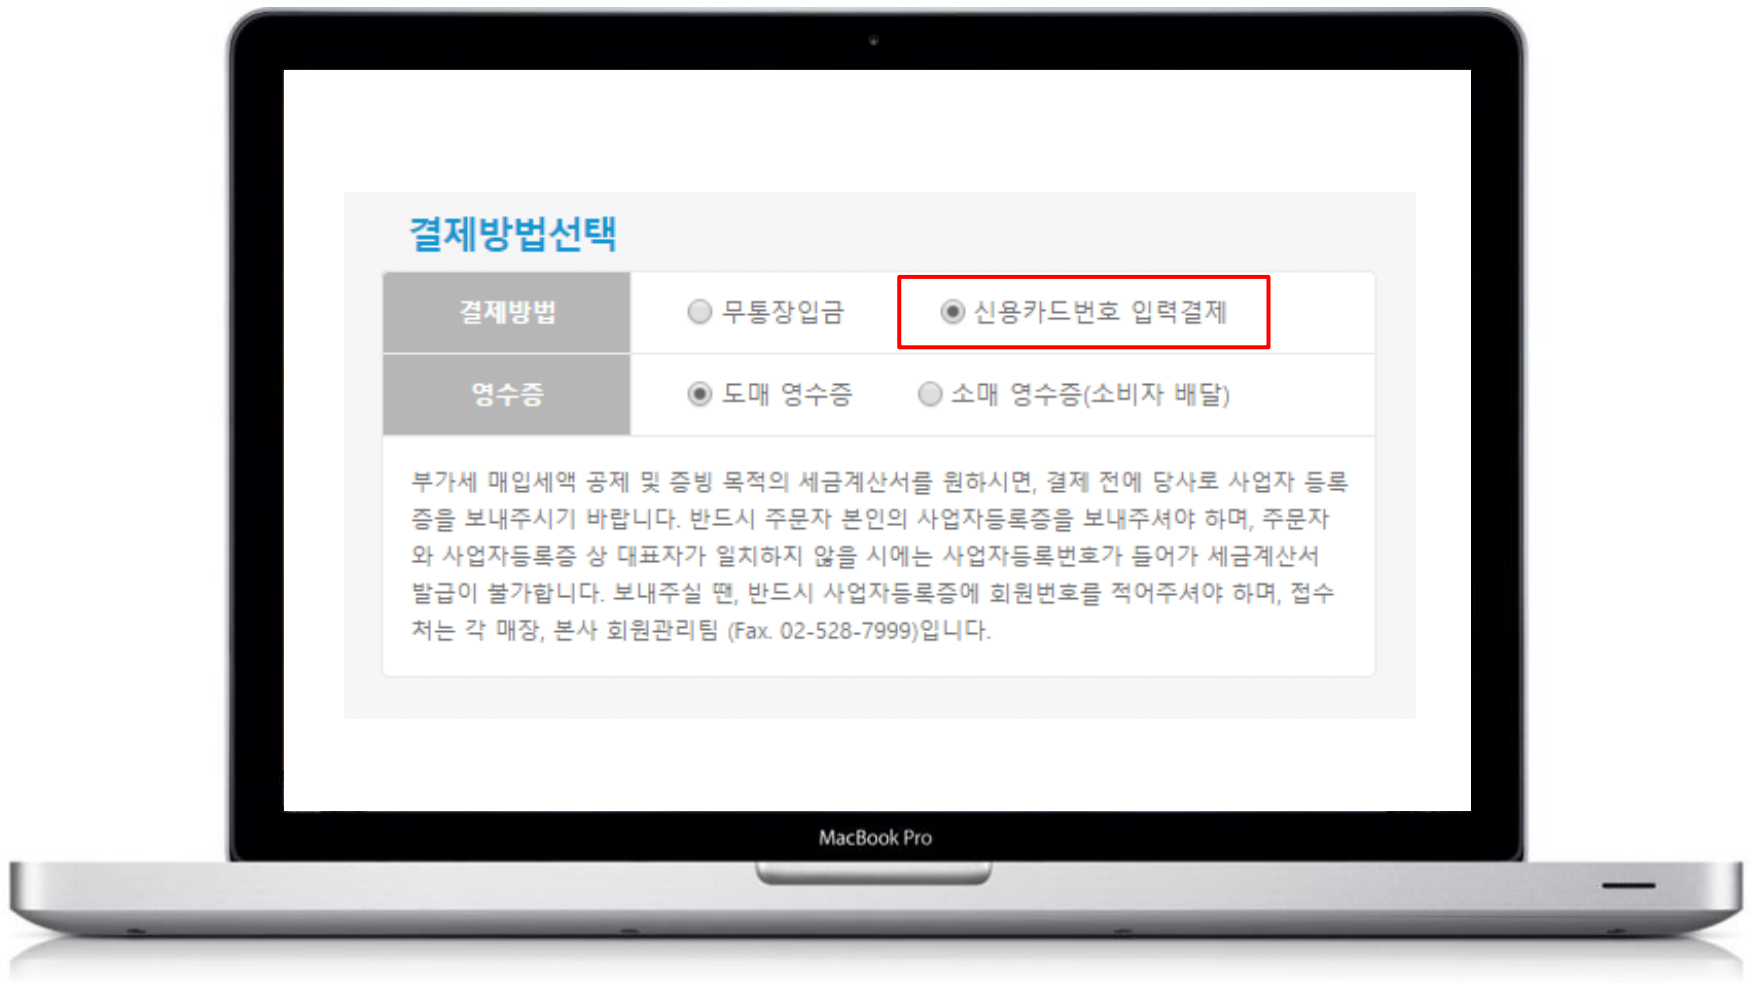 결제방법선택
결제방법 무통장입금 신용카드번호 입력결제
영수증 도매 영수증 소매 영수증(소비자 배달)
부가세 매입세액 공제 및 증빙 목적의 세금계산서를 원하시면, 결제 전에 당사로 사업자 등록
증을 보내주시기 바랍니다. 반드시 주문자 본인의 사업자등록증을 보내주셔야 하며, 주문자
와 사업자등록증 상 대표자가 일치하지 않을 시에는 사업자등록번호가 들어가 세금계산서
발급이 불가합니다. 보내주실 땐, 반드시 사업자등록증에 회원번호를 적어주셔야 하며, 접수
처는 각 매장, 본사 회원관리팀 (Fax. 02-528-7999)입니다.
MacBook Pro